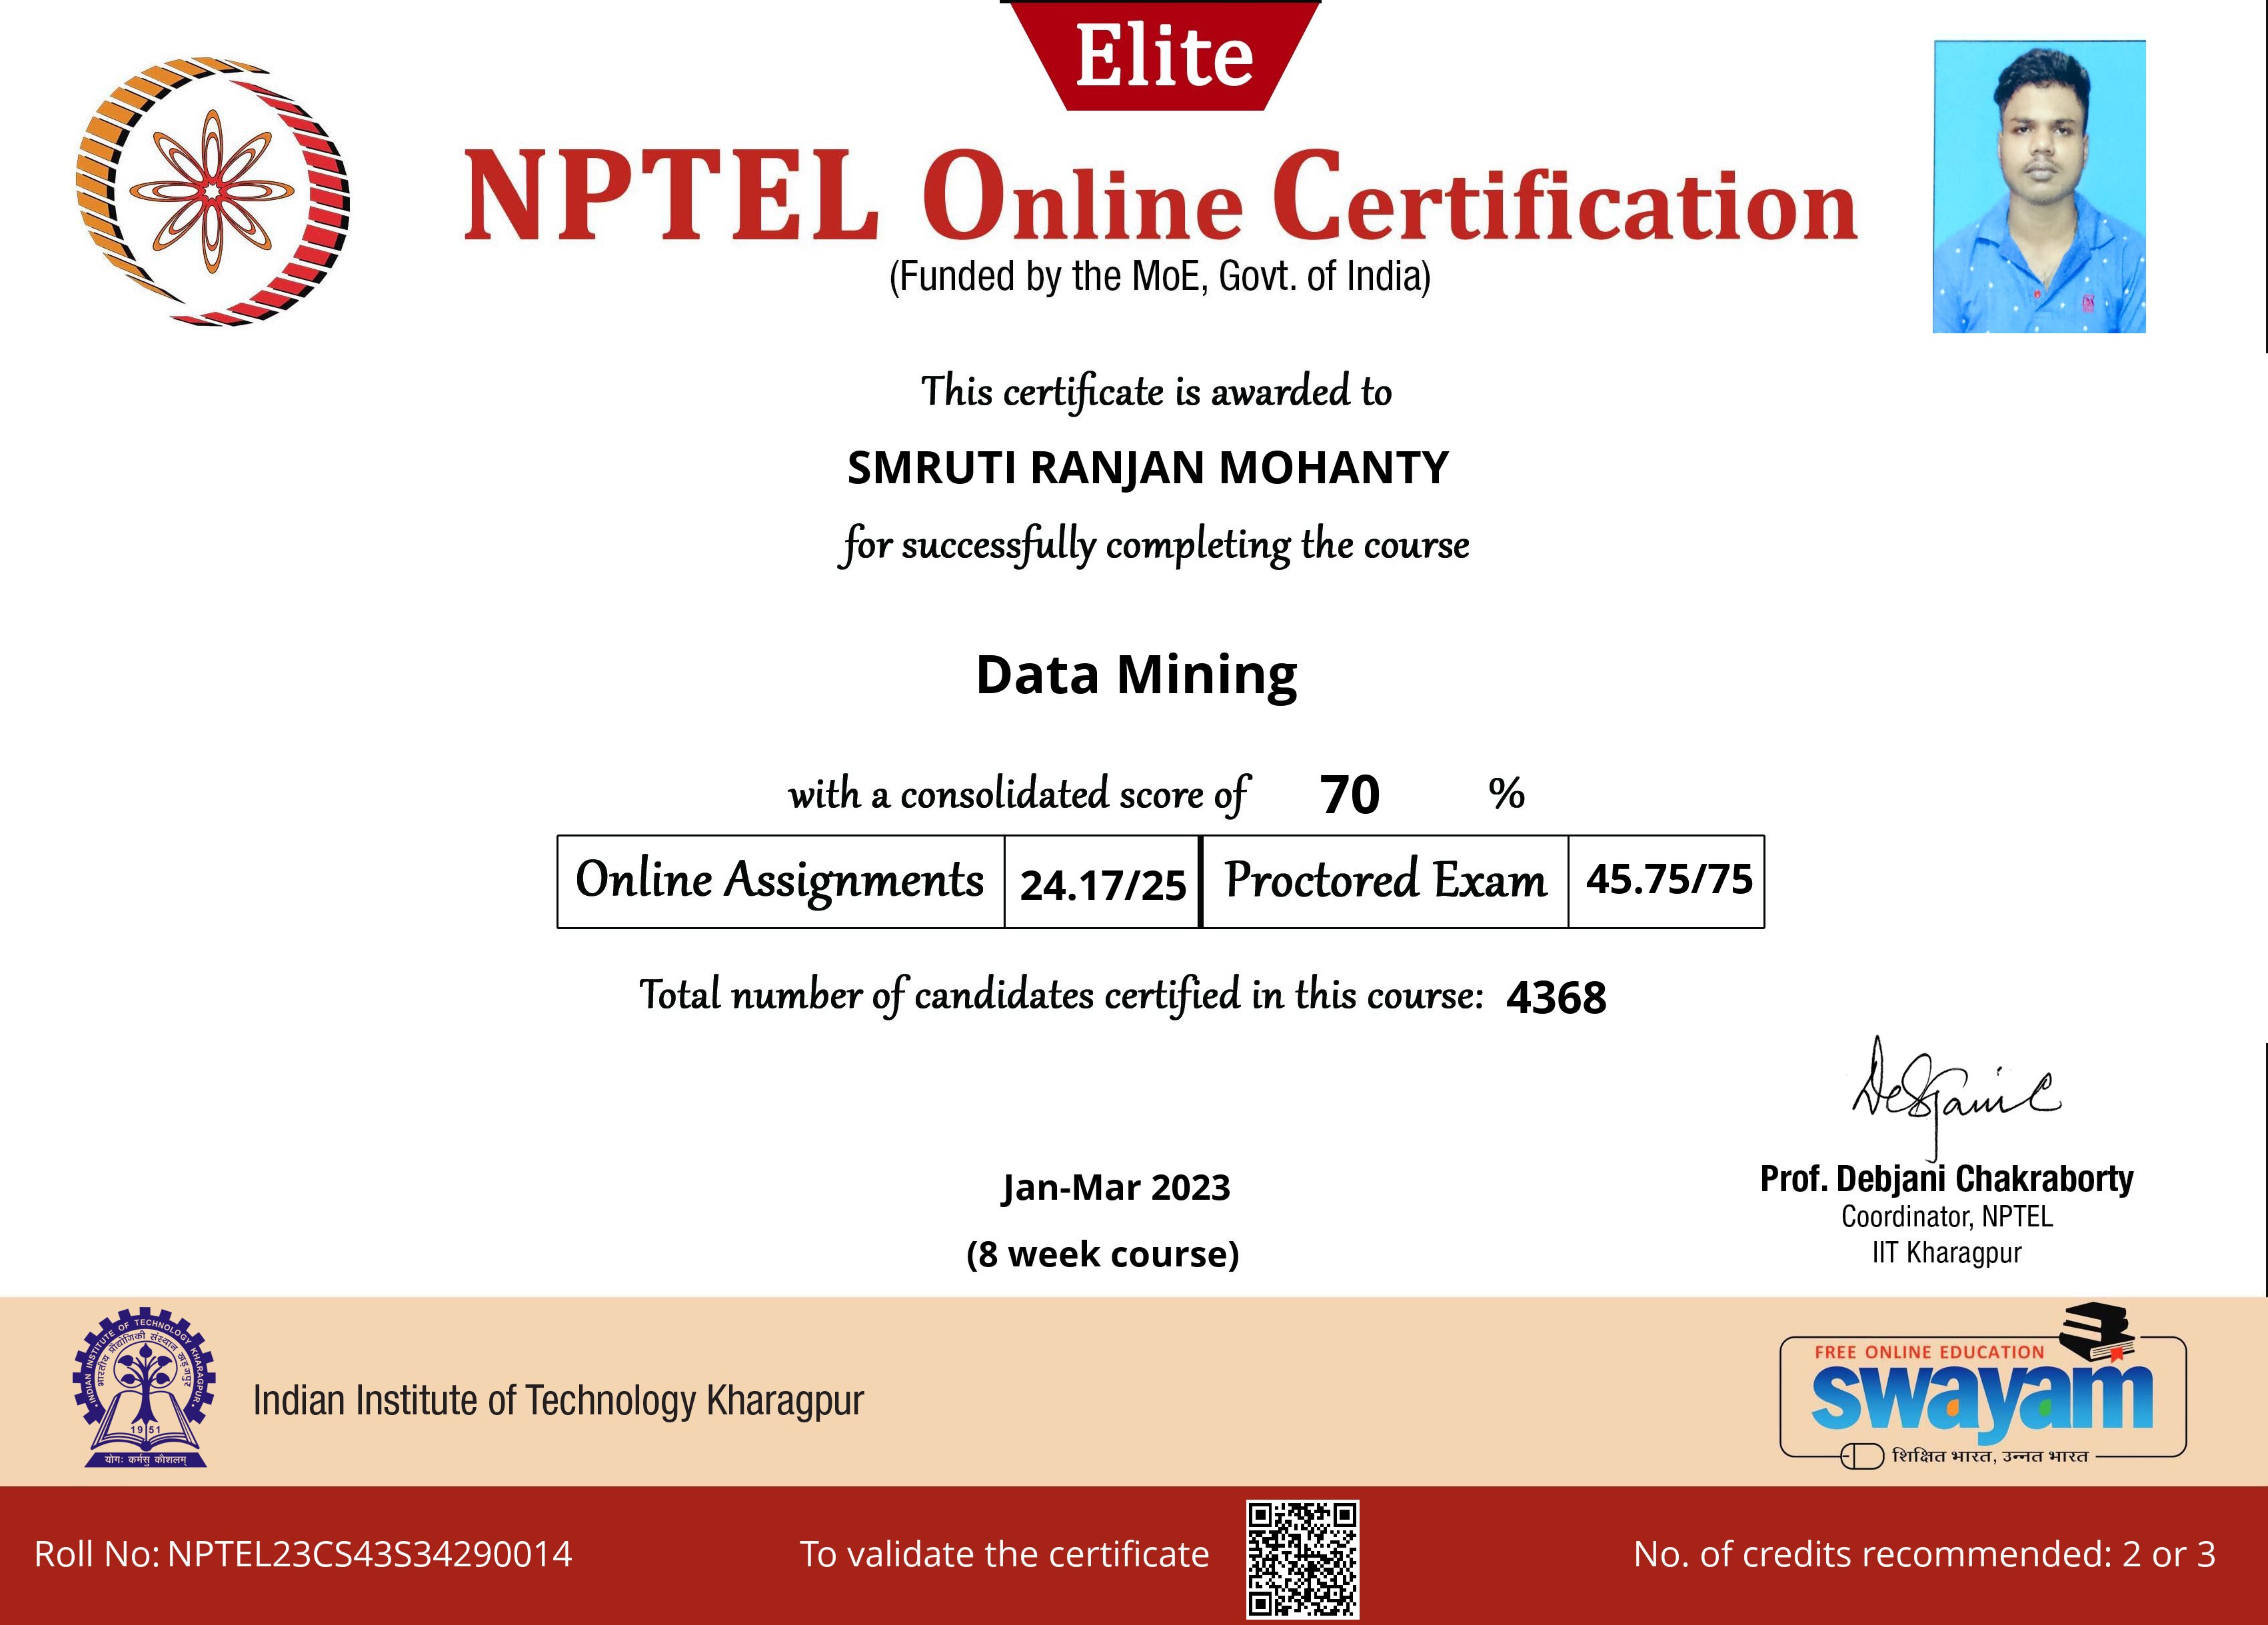 Elite
NPTEL Online Certification
(Funded by the MoE, Govt. of India)
This certificate is awarded to
SMRUTI RANJAN MOHANTY
for successfully completing the course
Data Mining
with a consolidated score of 70 %
Online Assignments 24.17/25 Proctored Exam 45.75/75
Total number of candidates certified in this course: 4368
Debjani C
Prof. Debjani Chakraborty
Coordinator, NPTEL
IIT Kharagpur
Jan-Mar 2023
(8 week course)
INDIAN INSTITUTE OF TECHNOLOGY KHARAGPUR
भारतीय प्रौद्योगिकी संस्थान खड़गपुर
1951
योगः कर्मसु कौशलम्
Indian Institute of Technology Kharagpur
FREE ONLINE EDUCATION
swayam
शिक्षित भारत, उन्नत भारत
Roll No: NPTEL23CS43S34290014
To validate the certificate
No. of credits recommended: 2 or 3